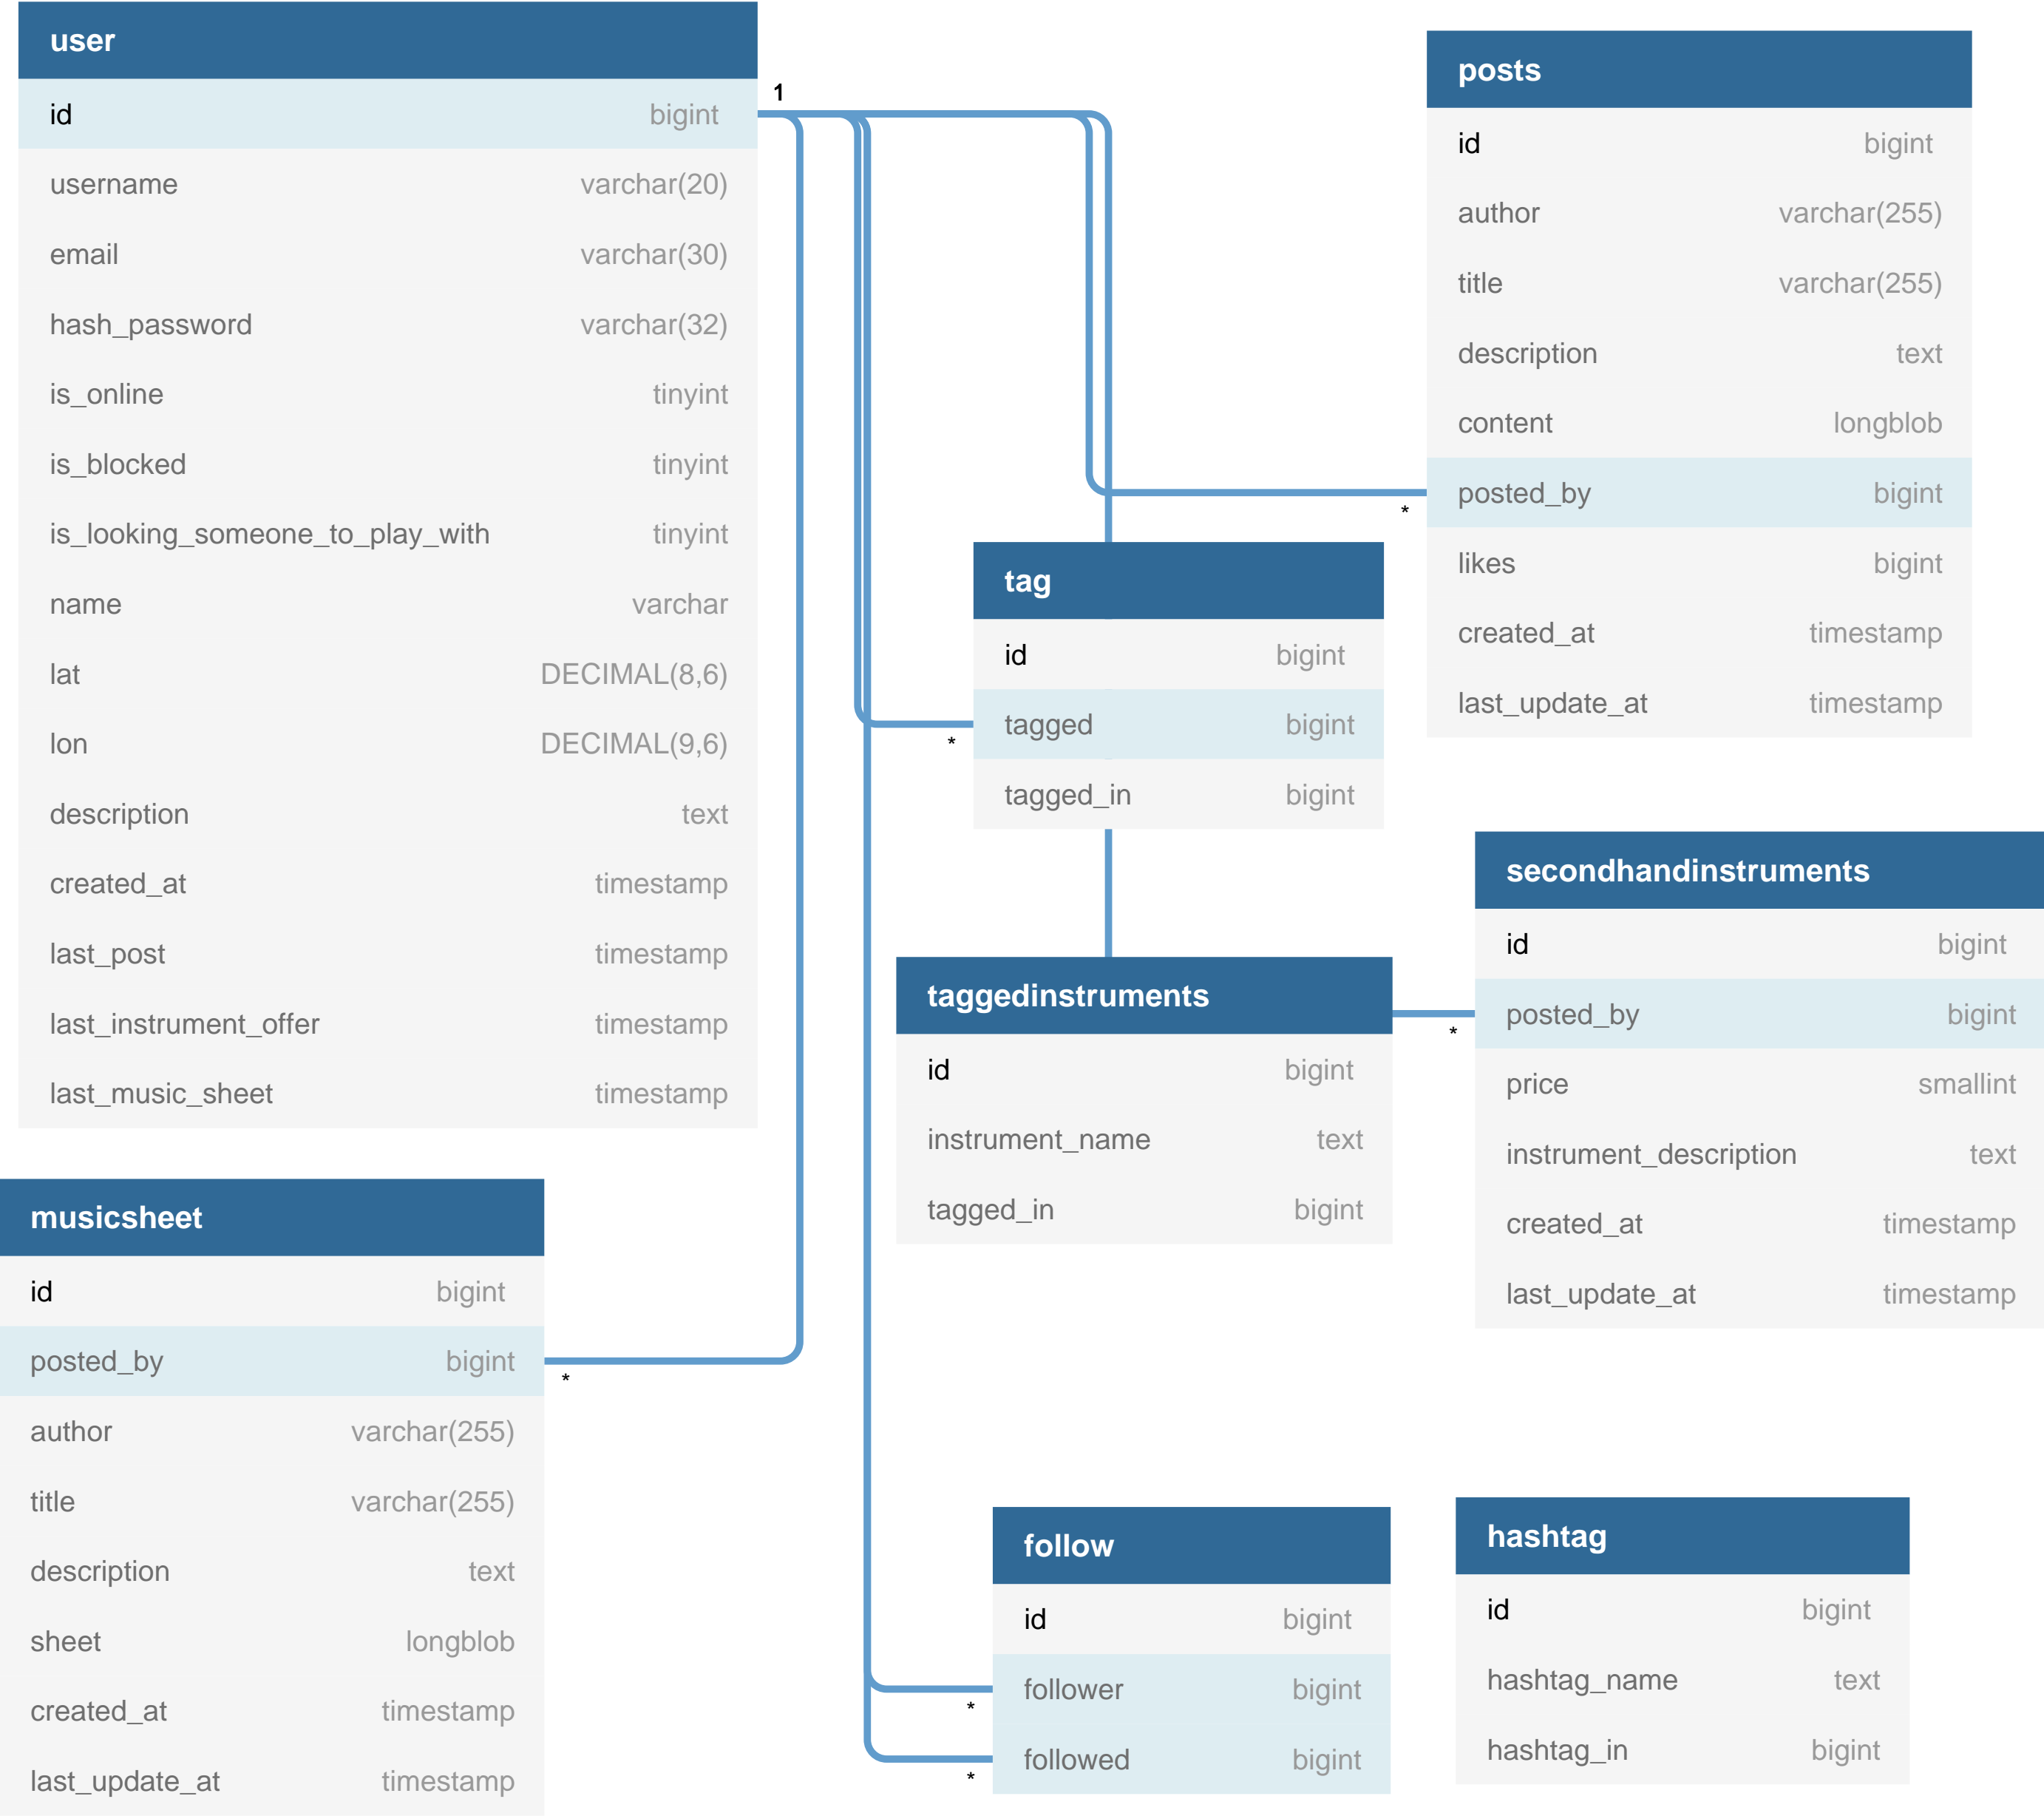 user
id bigint
username varchar(20)
email varchar(30)
hash_password varchar(32)
is_online tinyint
is_blocked tinyint
is_looking_someone_to_play_with tinyint
name varchar
lat DECIMAL(8,6)
lon DECIMAL(9,6)
description text
created_at timestamp
last_post timestamp
last_instrument_offer timestamp
last_music_sheet timestamp
1
posts
id bigint
author varchar(255)
title varchar(255)
description text
content longblob
posted_by bigint
*
likes bigint
created_at timestamp
last_update_at timestamp
tag
id bigint
tagged bigint
*
tagged_in bigint
secondhandinstruments
id bigint
posted_by bigint
*
price smallint
instrument_description text
created_at timestamp
last_update_at timestamp
taggedinstruments
id bigint
instrument_name text
tagged_in bigint
musicsheet
id bigint
posted_by bigint
*
author varchar(255)
title varchar(255)
description text
sheet longblob
created_at timestamp
last_update_at timestamp
follow
id bigint
follower bigint
*
followed bigint
*
hashtag
id bigint
hashtag_name text
hashtag_in bigint